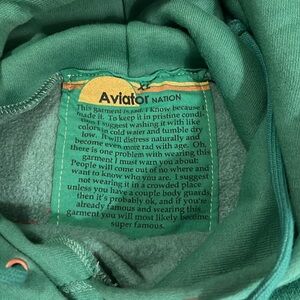 Aviator NATION
This garment is rad. I know because I
made it. To keep it in pristine condi-
tion I suggest washing it with like
colors in cold water and tumble dry
low. It will distress naturally and
become even more rad with age. Oh,
there is one problem with wearing this
garment I must warn you about.
People will come out of no where and
want to know who you are. I suggest
not wearing it in a crowded place
unless you have a couple body guards,
then it's probably ok, and if you're
already famous and wearing this
garment you will most likely become
super famous.